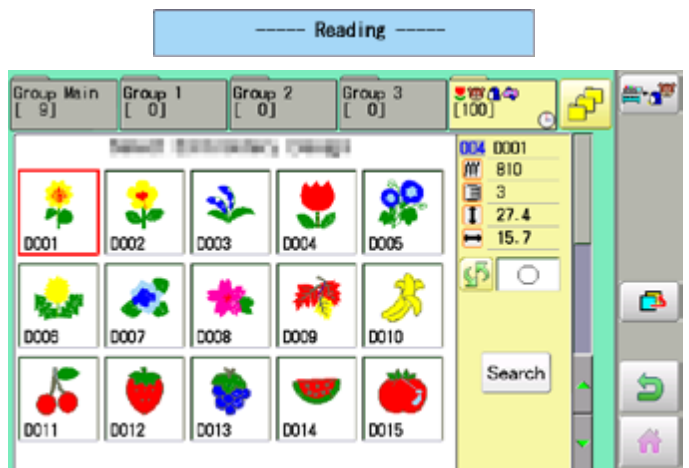 ----- Reading -----
Group Main
[ 9]
Group 1
[ 0]
Group 2
[ 0]
Group 3
[ 0]
[100]
004 D001
810
3
27.4
15.7
D001
D002
D003
D004
D005
D006
D007
D008
D009
D010
Search
D011
D012
D013
D014
D015